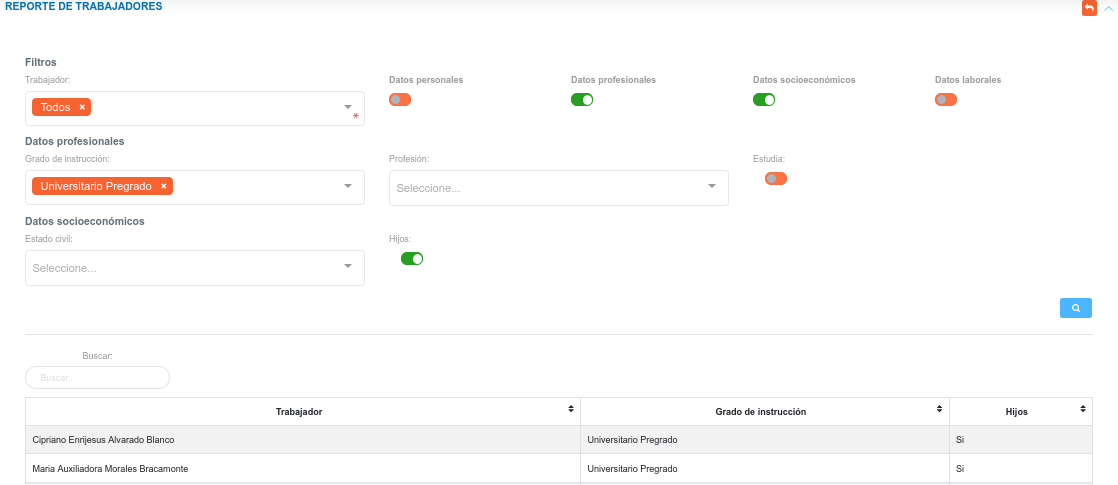 REPORTE DE TRABAJADORES
Filtros
Trabajador:
Datos personales
Datos profesionales
Datos socioeconómicos
Datos laborales
Todos ×
*
Datos profesionales
Grado de instrucción:
Profesión:
Estudia:
Universitario Pregrado ×
Seleccione...
Datos socioeconómicos
Estado civil:
Hijos:
Seleccione...
Buscar:
Buscar...
Trabajador Grado de instrucción Hijos
Cipriano Enrijesus Alvarado Blanco Universitario Pregrado Si
Maria Auxiliadora Morales Bracamonte Universitario Pregrado Si